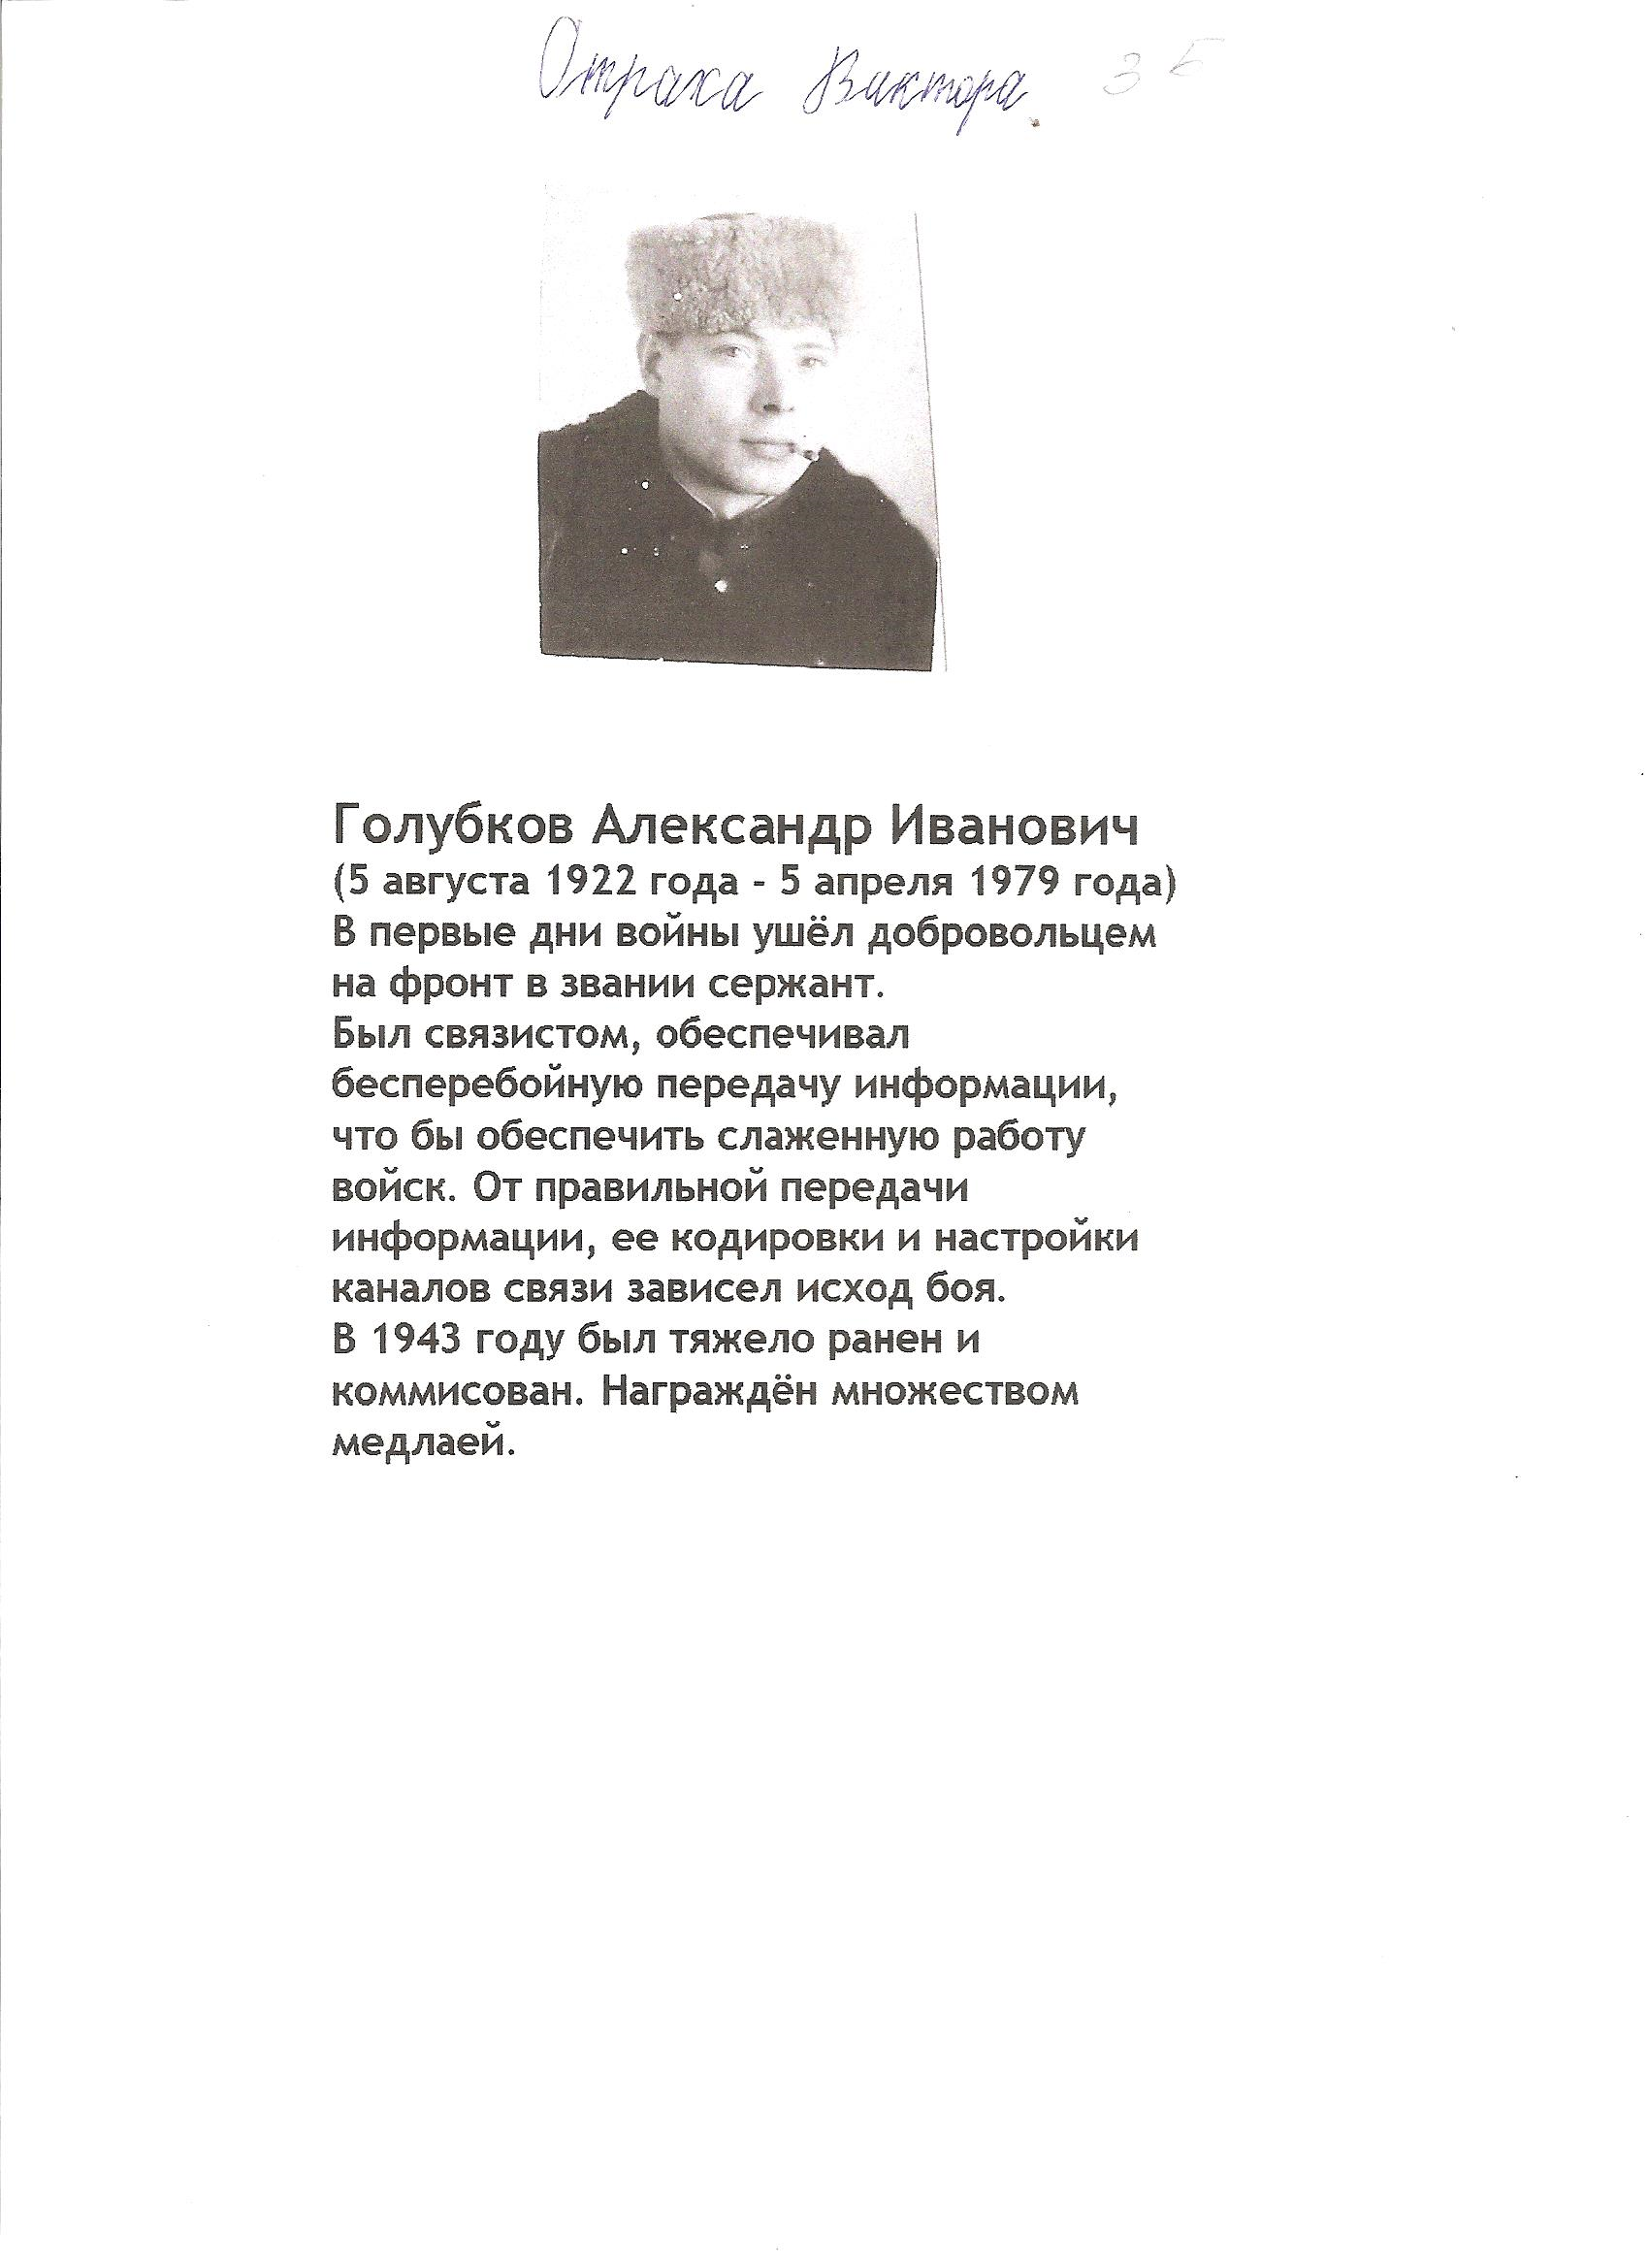 Отраха Виктора 3 Б
Голубков Александр Иванович
(5 августа 1922 года - 5 апреля 1979 года)
В первые дни войны ушёл добровольцем
на фронт в звании сержант.
Был связистом, обеспечивал
бесперебойную передачу информации,
что бы обеспечить слаженную работу
войск. От правильной передачи
информации, ее кодировки и настройки
каналов связи зависел исход боя.
В 1943 году был тяжело ранен и
коммисован. Награждён множеством
медлаей.